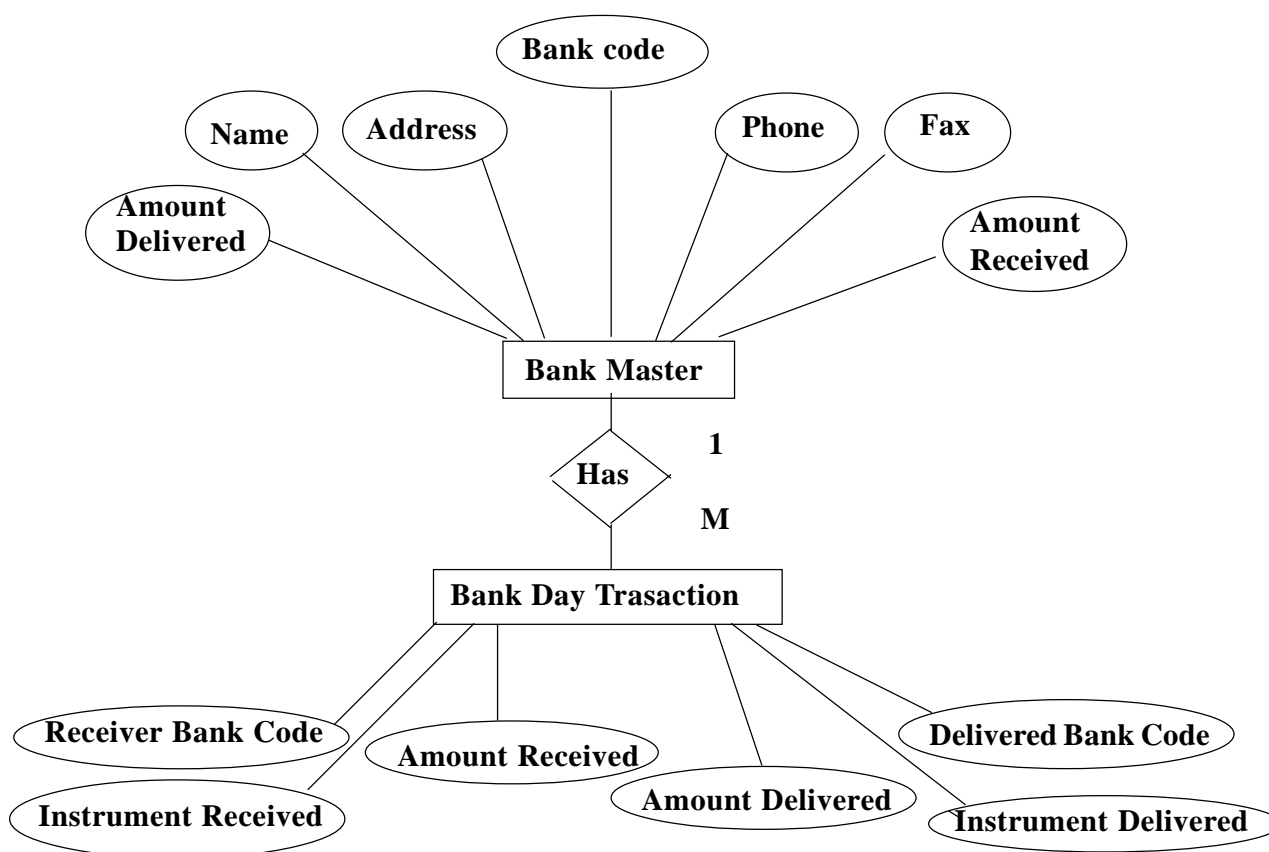 Bank code
Name
Address
Phone
Fax
Amount
Delivered
Amount
Received
Bank Master
1
Has
M
Bank Day Trasaction
Receiver Bank Code
Amount Received
Delivered Bank Code
Instrument Received
Amount Delivered
Instrument Delivered